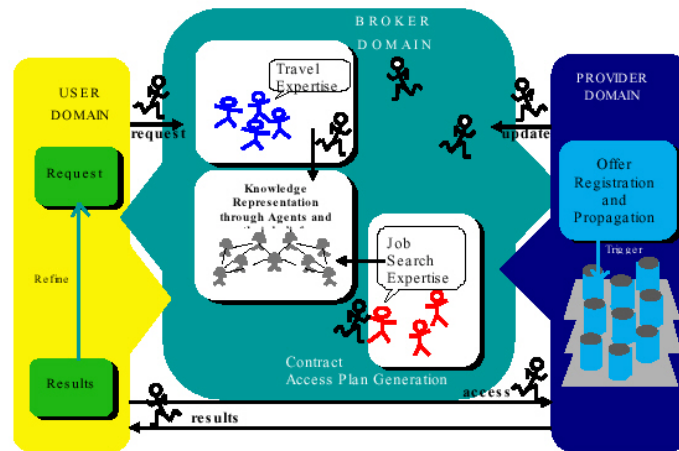 BROKER
DOMAIN
USER
DOMAIN
request
Request
Refine
Results
Travel
Expertise
Knowledge
Representation
through Agents and
Job
Search
Expertise
Contract
Access Plan Generation
PROVIDER
DOMAIN
update
Offer
Registration
and
Propagation
Trigger
access
results